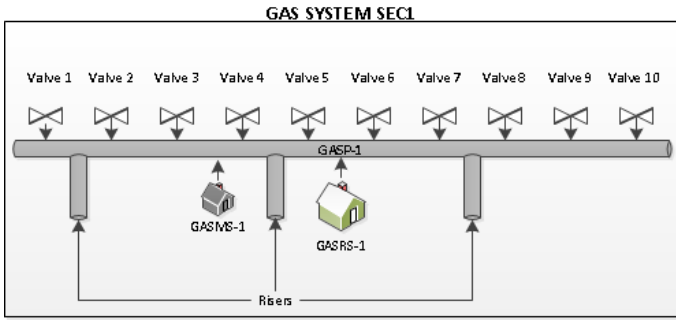 GAS SYSTEM SEC1
Valve 1 Valve 2 Valve 3 Valve 4 Valve 5 Valve 6 Valve 7 Valve 8 Valve 9 Valve 10
GASP-1
GASMS-1
GASRS-1
Risers